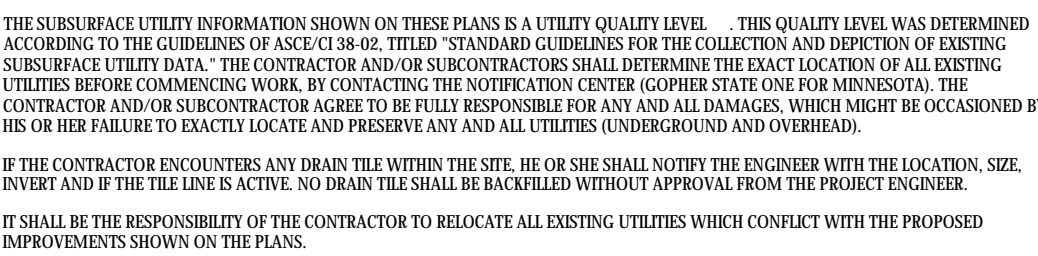 THE SUBSURFACE UTILITY INFORMATION SHOWN ON THESE PLANS IS A UTILITY QUALITY LEVEL     . THIS QUALITY LEVEL WAS DETERMINED
ACCORDING TO THE GUIDELINES OF ASCE/CI 38-02, TITLED "STANDARD GUIDELINES FOR THE COLLECTION AND DEPICTION OF EXISTING
SUBSURFACE UTILITY DATA." THE CONTRACTOR AND/OR SUBCONTRACTORS SHALL DETERMINE THE EXACT LOCATION OF ALL EXISTING
UTILITIES BEFORE COMMENCING WORK, BY CONTACTING THE NOTIFICATION CENTER (GOPHER STATE ONE FOR MINNESOTA). THE
CONTRACTOR AND/OR SUBCONTRACTOR AGREE TO BE FULLY RESPONSIBLE FOR ANY AND ALL DAMAGES, WHICH MIGHT BE OCCASIONED BY
HIS OR HER FAILURE TO EXACTLY LOCATE AND PRESERVE ANY AND ALL UTILITIES (UNDERGROUND AND OVERHEAD).
IF THE CONTRACTOR ENCOUNTERS ANY DRAIN TILE WITHIN THE SITE, HE OR SHE SHALL NOTIFY THE ENGINEER WITH THE LOCATION, SIZE,
INVERT AND IF THE TILE LINE IS ACTIVE. NO DRAIN TILE SHALL BE BACKFILLED WITHOUT APPROVAL FROM THE PROJECT ENGINEER.
IT SHALL BE THE RESPONSIBILITY OF THE CONTRACTOR TO RELOCATE ALL EXISTING UTILITIES WHICH CONFLICT WITH THE PROPOSED
IMPROVEMENTS SHOWN ON THE PLANS.